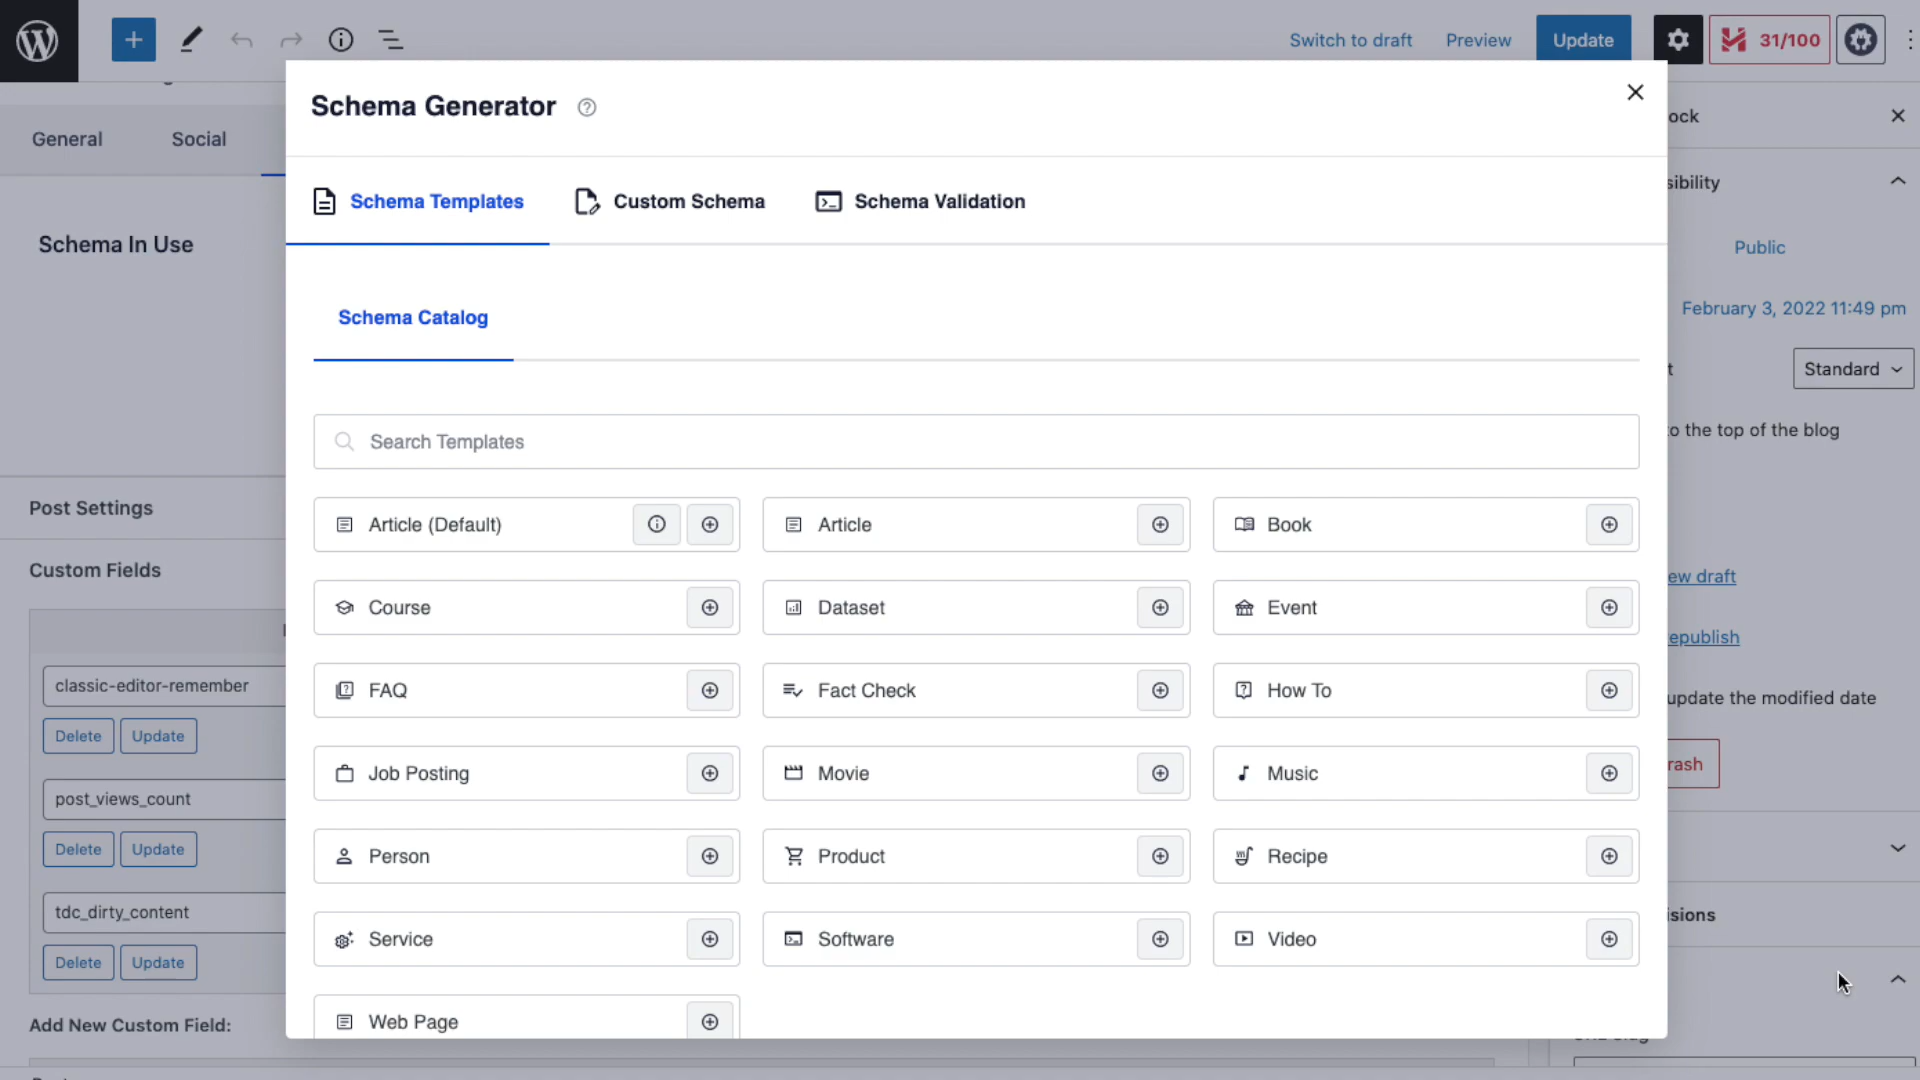 Switch to draft
Preview
Update
31/100
General
Social
Schema Generator
Schema Templates
Custom Schema
Schema Validation
Schema In Use
Schema Catalog
Search Templates
Article (Default)
Article
Book
Course
Dataset
Event
FAQ
Fact Check
How To
Job Posting
Movie
Music
Person
Product
Recipe
Service
Software
Video
Web Page
Post Settings
Custom Fields
classic-editor-remember
Delete
Update
post_views_count
Delete
Update
tdc_dirty_content
Delete
Update
Add New Custom Field:
ock
sibility
Public
February 3, 2022 11:49 pm
t
Standard
o the top of the blog
ew draft
epublish
update the modified date
rash
isions